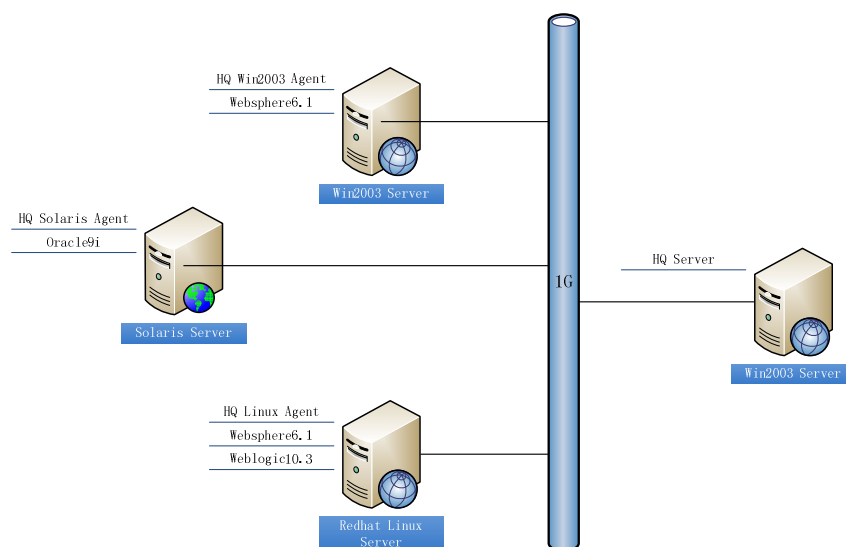 HQ Win2003 Agent
Websphere6.1
Win2003 Server
HQ Solaris Agent
Oracle9i
Solaris Server
1G
HQ Server
Win2003 Server
HQ Linux Agent
Websphere6.1
Weblogic10.3
Redhat Linux
Server